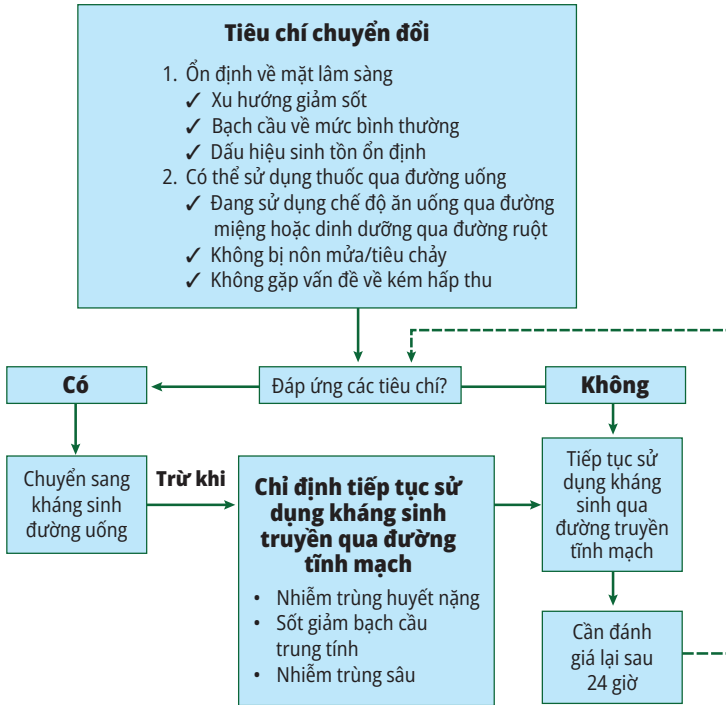 Tiêu chí chuyển đổi
1. Ổn định về mặt lâm sàng
✓ Xu hướng giảm sốt
✓ Bạch cầu về mức bình thường
✓ Dấu hiệu sinh tồn ổn định
2. Có thể sử dụng thuốc qua đường uống
✓ Đang sử dụng chế độ ăn uống qua đường
miệng hoặc dinh dưỡng qua đường ruột
✓ Không bị nôn mửa/tiêu chảy
✓ Không gặp vấn đề về kém hấp thu
Có
Đáp ứng các tiêu chí?
Không
Chuyển sang
kháng sinh
đường uống
Trừ khi
Chỉ định tiếp tục sử
dụng kháng sinh
truyền qua đường
tĩnh mạch
• Nhiễm trùng huyết nặng
• Sốt giảm bạch cầu
trung tính
• Nhiễm trùng sâu
Tiếp tục sử
dụng kháng
sinh qua
đường truyền
tĩnh mạch
Cần đánh
giá lại sau
24 giờ